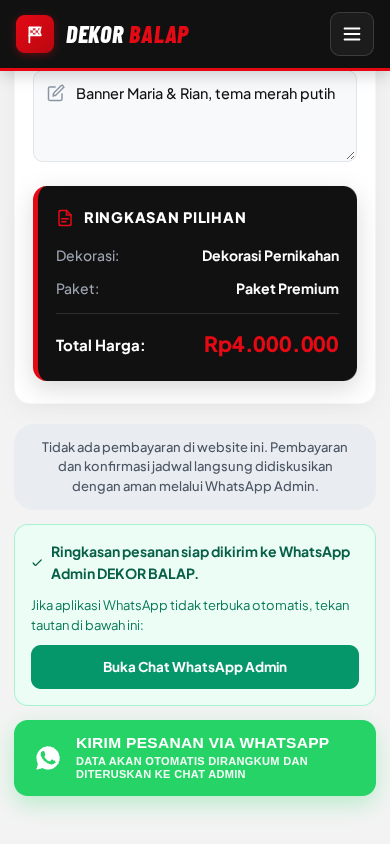 DEKOR BALAP
Banner Maria & Rian, tema merah putih
RINGKASAN PILIHAN
Dekorasi: Dekorasi Pernikahan
Paket: Paket Premium
Total Harga: Rp4.000.000
Tidak ada pembayaran di website ini. Pembayaran
dan konfirmasi jadwal langsung didiskusikan
dengan aman melalui WhatsApp Admin.
Ringkasan pesanan siap dikirim ke WhatsApp
Admin DEKOR BALAP.
Jika aplikasi WhatsApp tidak terbuka otomatis, tekan
tautan di bawah ini:
Buka Chat WhatsApp Admin
KIRIM PESANAN VIA WHATSAPP
DATA AKAN OTOMATIS DIRANGKUM DAN
DITERUSKAN KE CHAT ADMIN